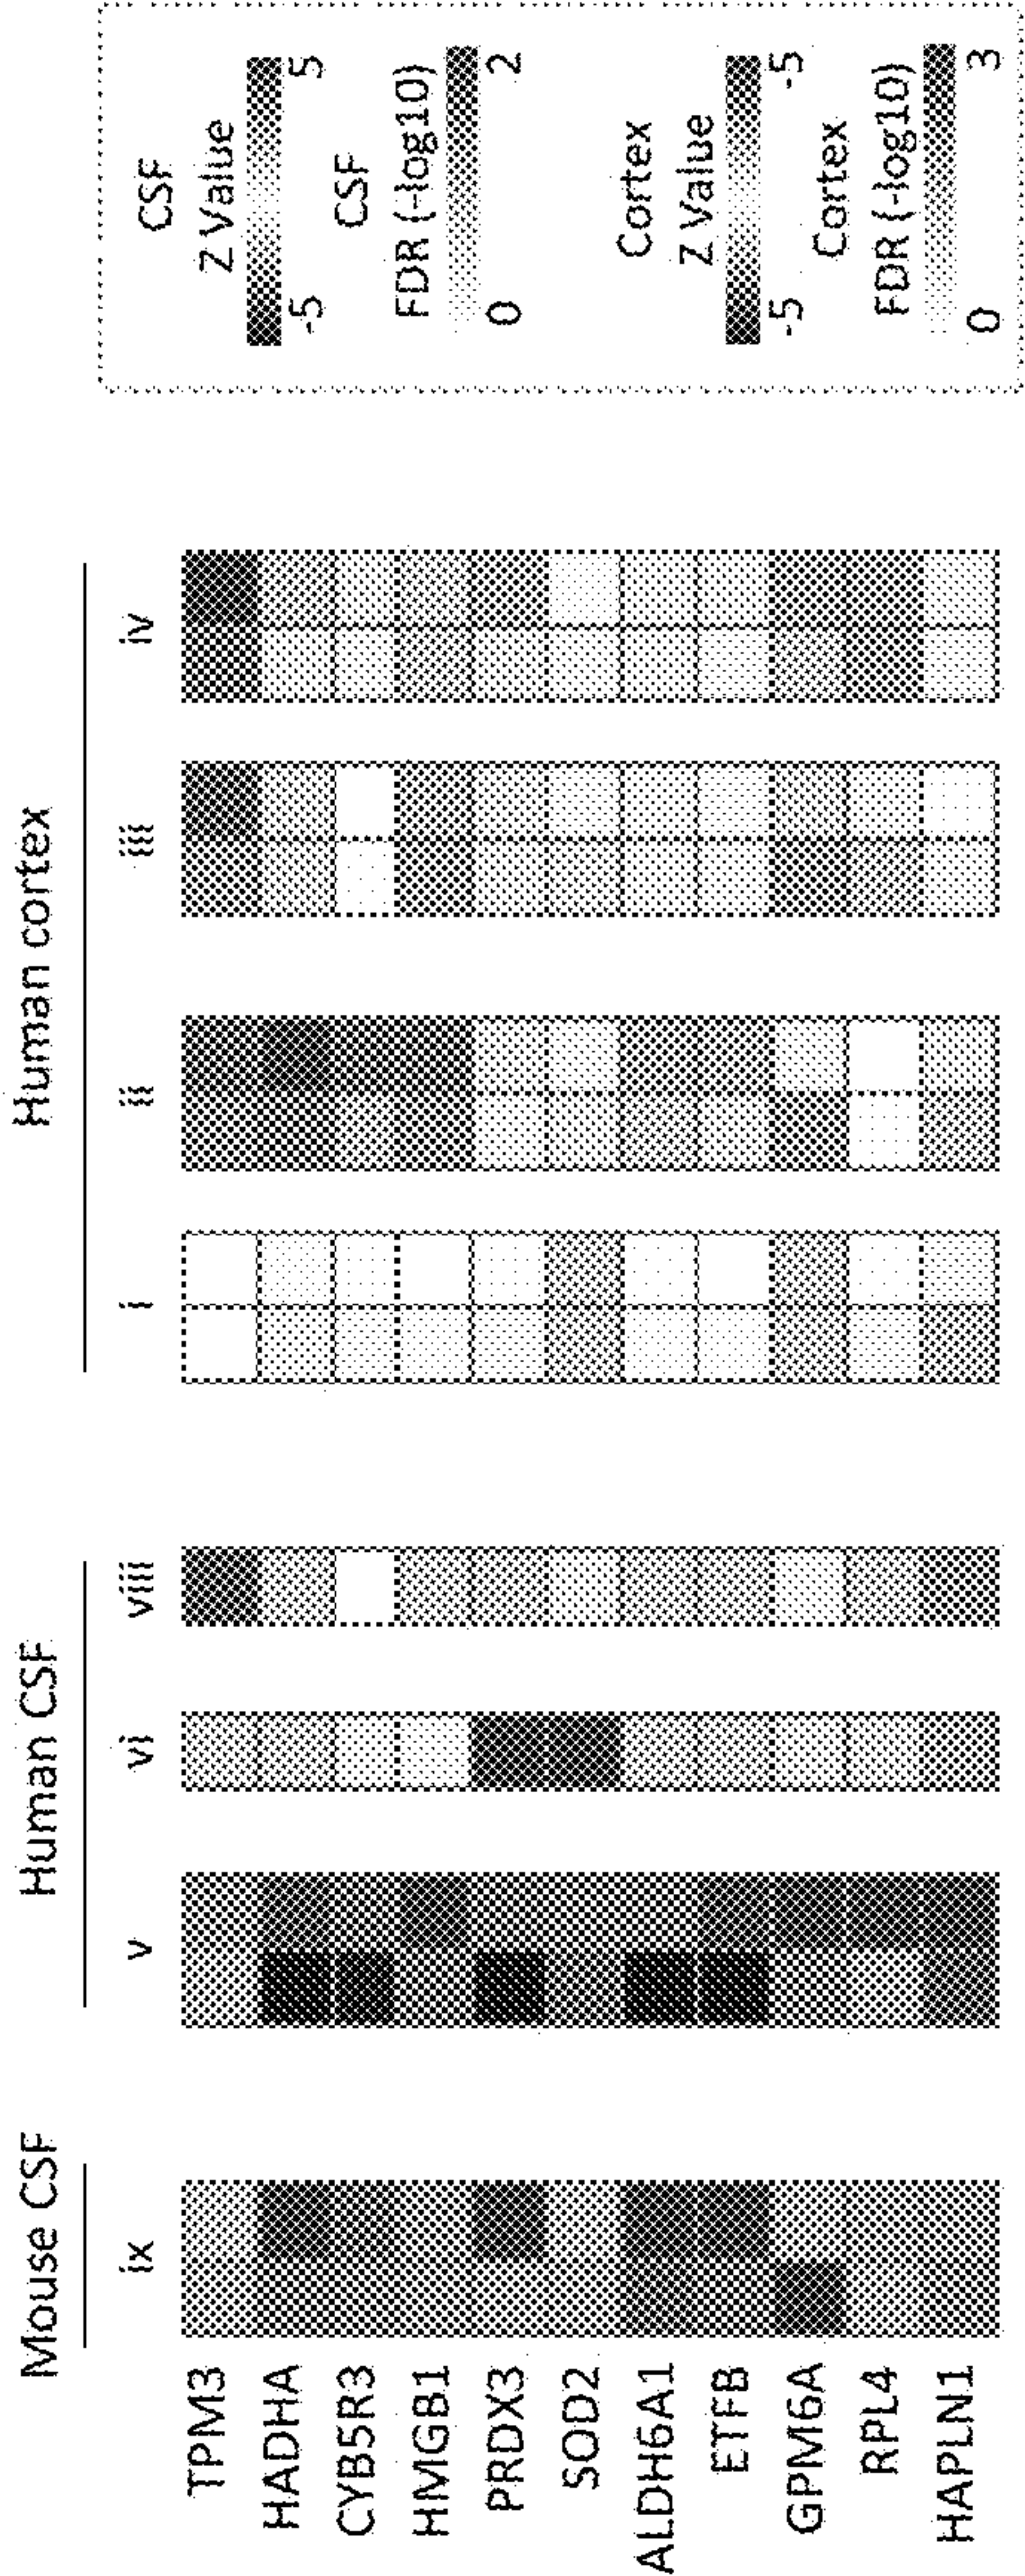 Mouse CSF
Human CSF
Human cortex
ix
v
vi
viii
i
ii
iii
iv
TPM3
HADHA
CYB5R3
HMGB1
PRDX3
SOD2
ALDH6A1
ETFB
GPM6A
RPL4
HAPLN1
CSF
Z Value
-5 5
CSF
FDR (-log10)
0 2
Cortex
Z Value
-5 -5
Cortex
FDR (-log10)
0 3